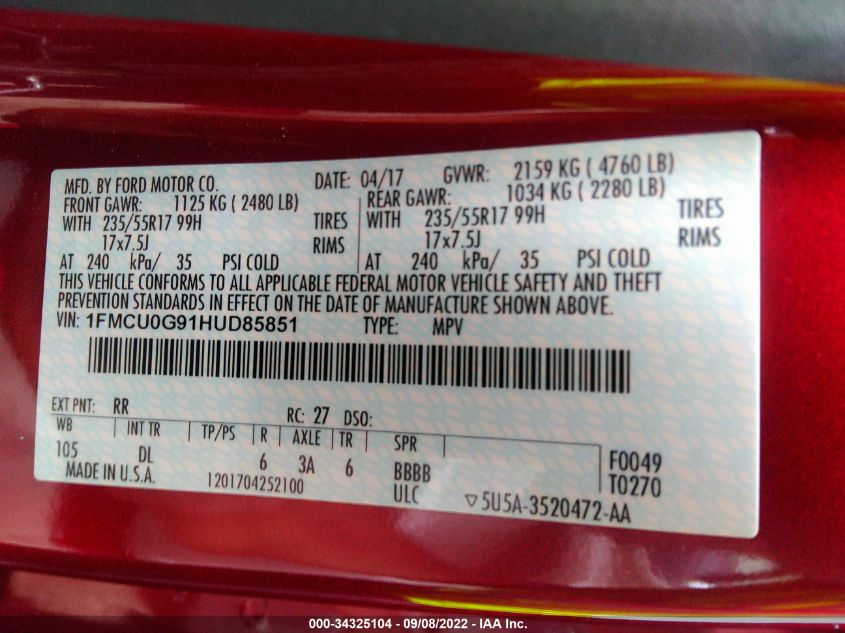 MFD. BY FORD MOTOR CO. DATE: 04/17 GVWR: 2159 KG ( 4760 LB)
FRONT GAWR: 1125 KG ( 2480 LB) REAR GAWR: 1034 KG ( 2280 LB)
WITH 235/55R17 99H TIRES WITH 235/55R17 99H TIRES
17x7.5J RIMS 17x7.5J RIMS
AT 240 kPa/ 35 PSI COLD AT 240 kPa/ 35 PSI COLD
THIS VEHICLE CONFORMS TO ALL APPLICABLE FEDERAL MOTOR VEHICLE SAFETY AND THEFT
PREVENTION STANDARDS IN EFFECT ON THE DATE OF MANUFACTURE SHOWN ABOVE.
VIN: 1FMCU0G91HUD85851 TYPE: MPV
EXT PNT: RR RC: 27 DSO:
WB INT TR TP/PS R AXLE TR SPR
105 DL 6 3A 6 BBBB F0049
MADE IN U.S.A. 1201704252100 ULC T0270
▽5U5A-3520472-AA
000-34325104 - 09/08/2022 - IAA Inc.